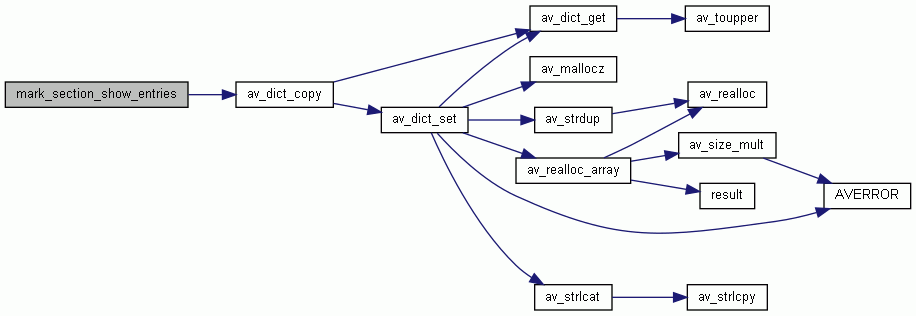 mark_section_show_entries
av_dict_copy
av_dict_get
av_toupper
av_mallocz
av_dict_set
av_strdup
av_realloc
av_realloc_array
av_size_mult
result
AVERROR
av_strlcat
av_strlcpy